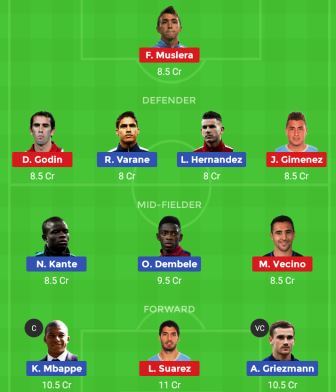 F. Muslera
8.5 Cr
DEFENDER
D. Godin R. Varane L. Hernandez J. Gimenez
8.5 Cr 8 Cr 8 Cr 8.5 Cr
MID-FIELDER
N. Kante O. Dembele M. Vecino
8.5 Cr 9.5 Cr 8.5 Cr
FORWARD
C VC
K. Mbappe L. Suarez A. Griezmann
10.5 Cr 11 Cr 10.5 Cr